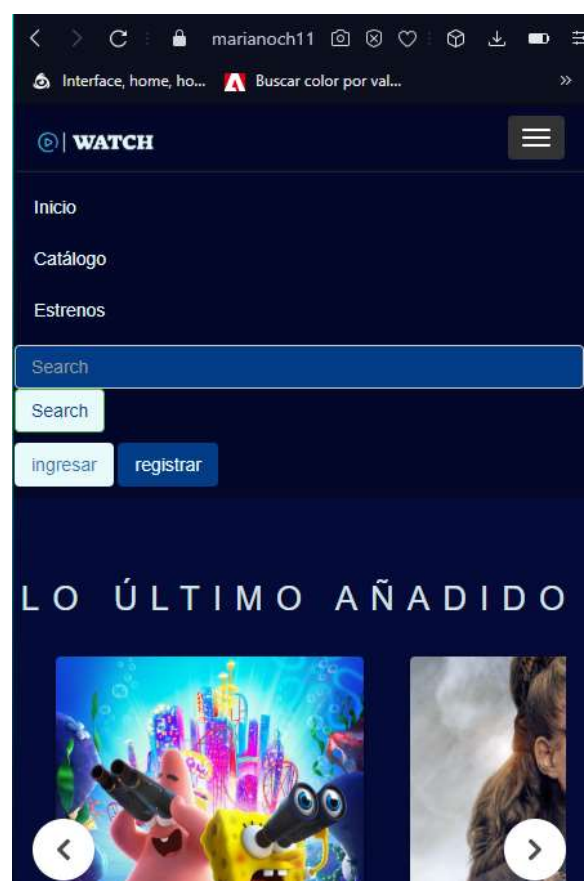 marianoch11
Interface, home, ho... Buscar color por val... »
WATCH
Inicio
Catálogo
Estrenos
Search
Search
ingresar registrar
LO ÚLTIMO AÑADIDO